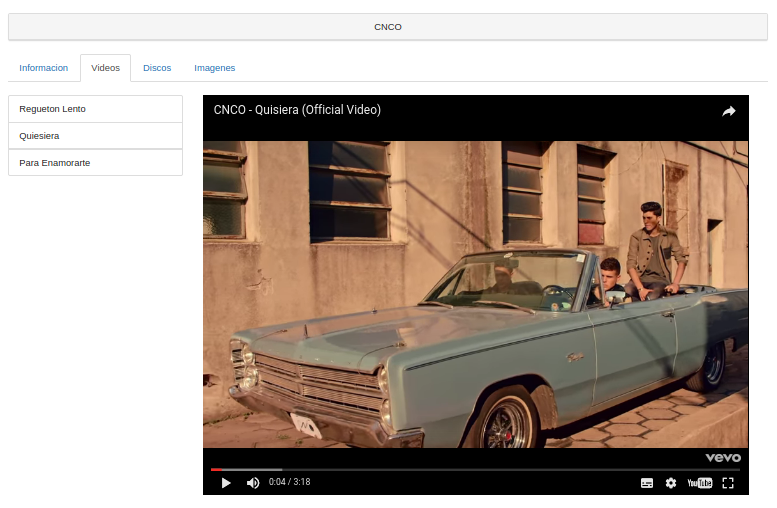 CNCO
Informacion Videos Discos Imagenes
Regueton Lento
Quiesiera
Para Enamorarte
CNCO - Quisiera (Official Video)
vevo
0:04 / 3:18
YouTube